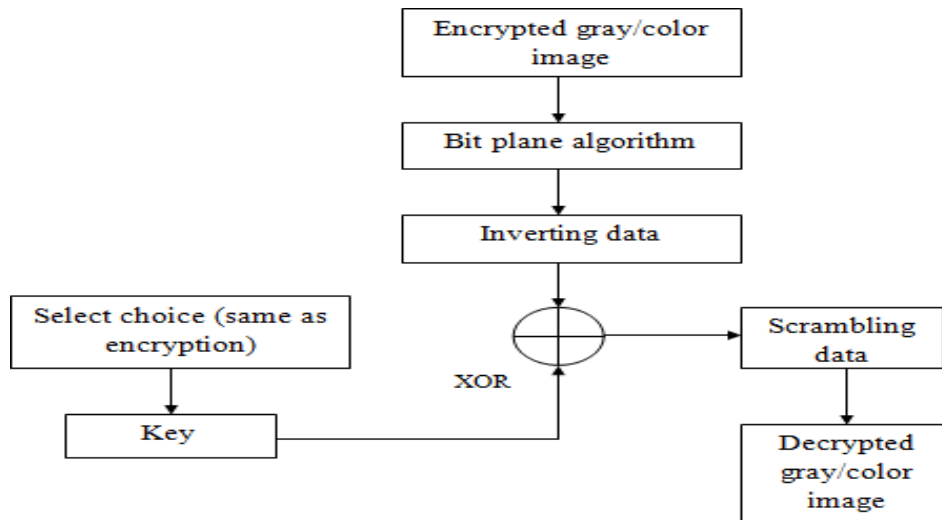 Encrypted gray/color
image
Bit plane algorithm
Inverting data
Select choice (same as
encryption)
XOR
Key
Scrambling
data
Decrypted
gray/color
image